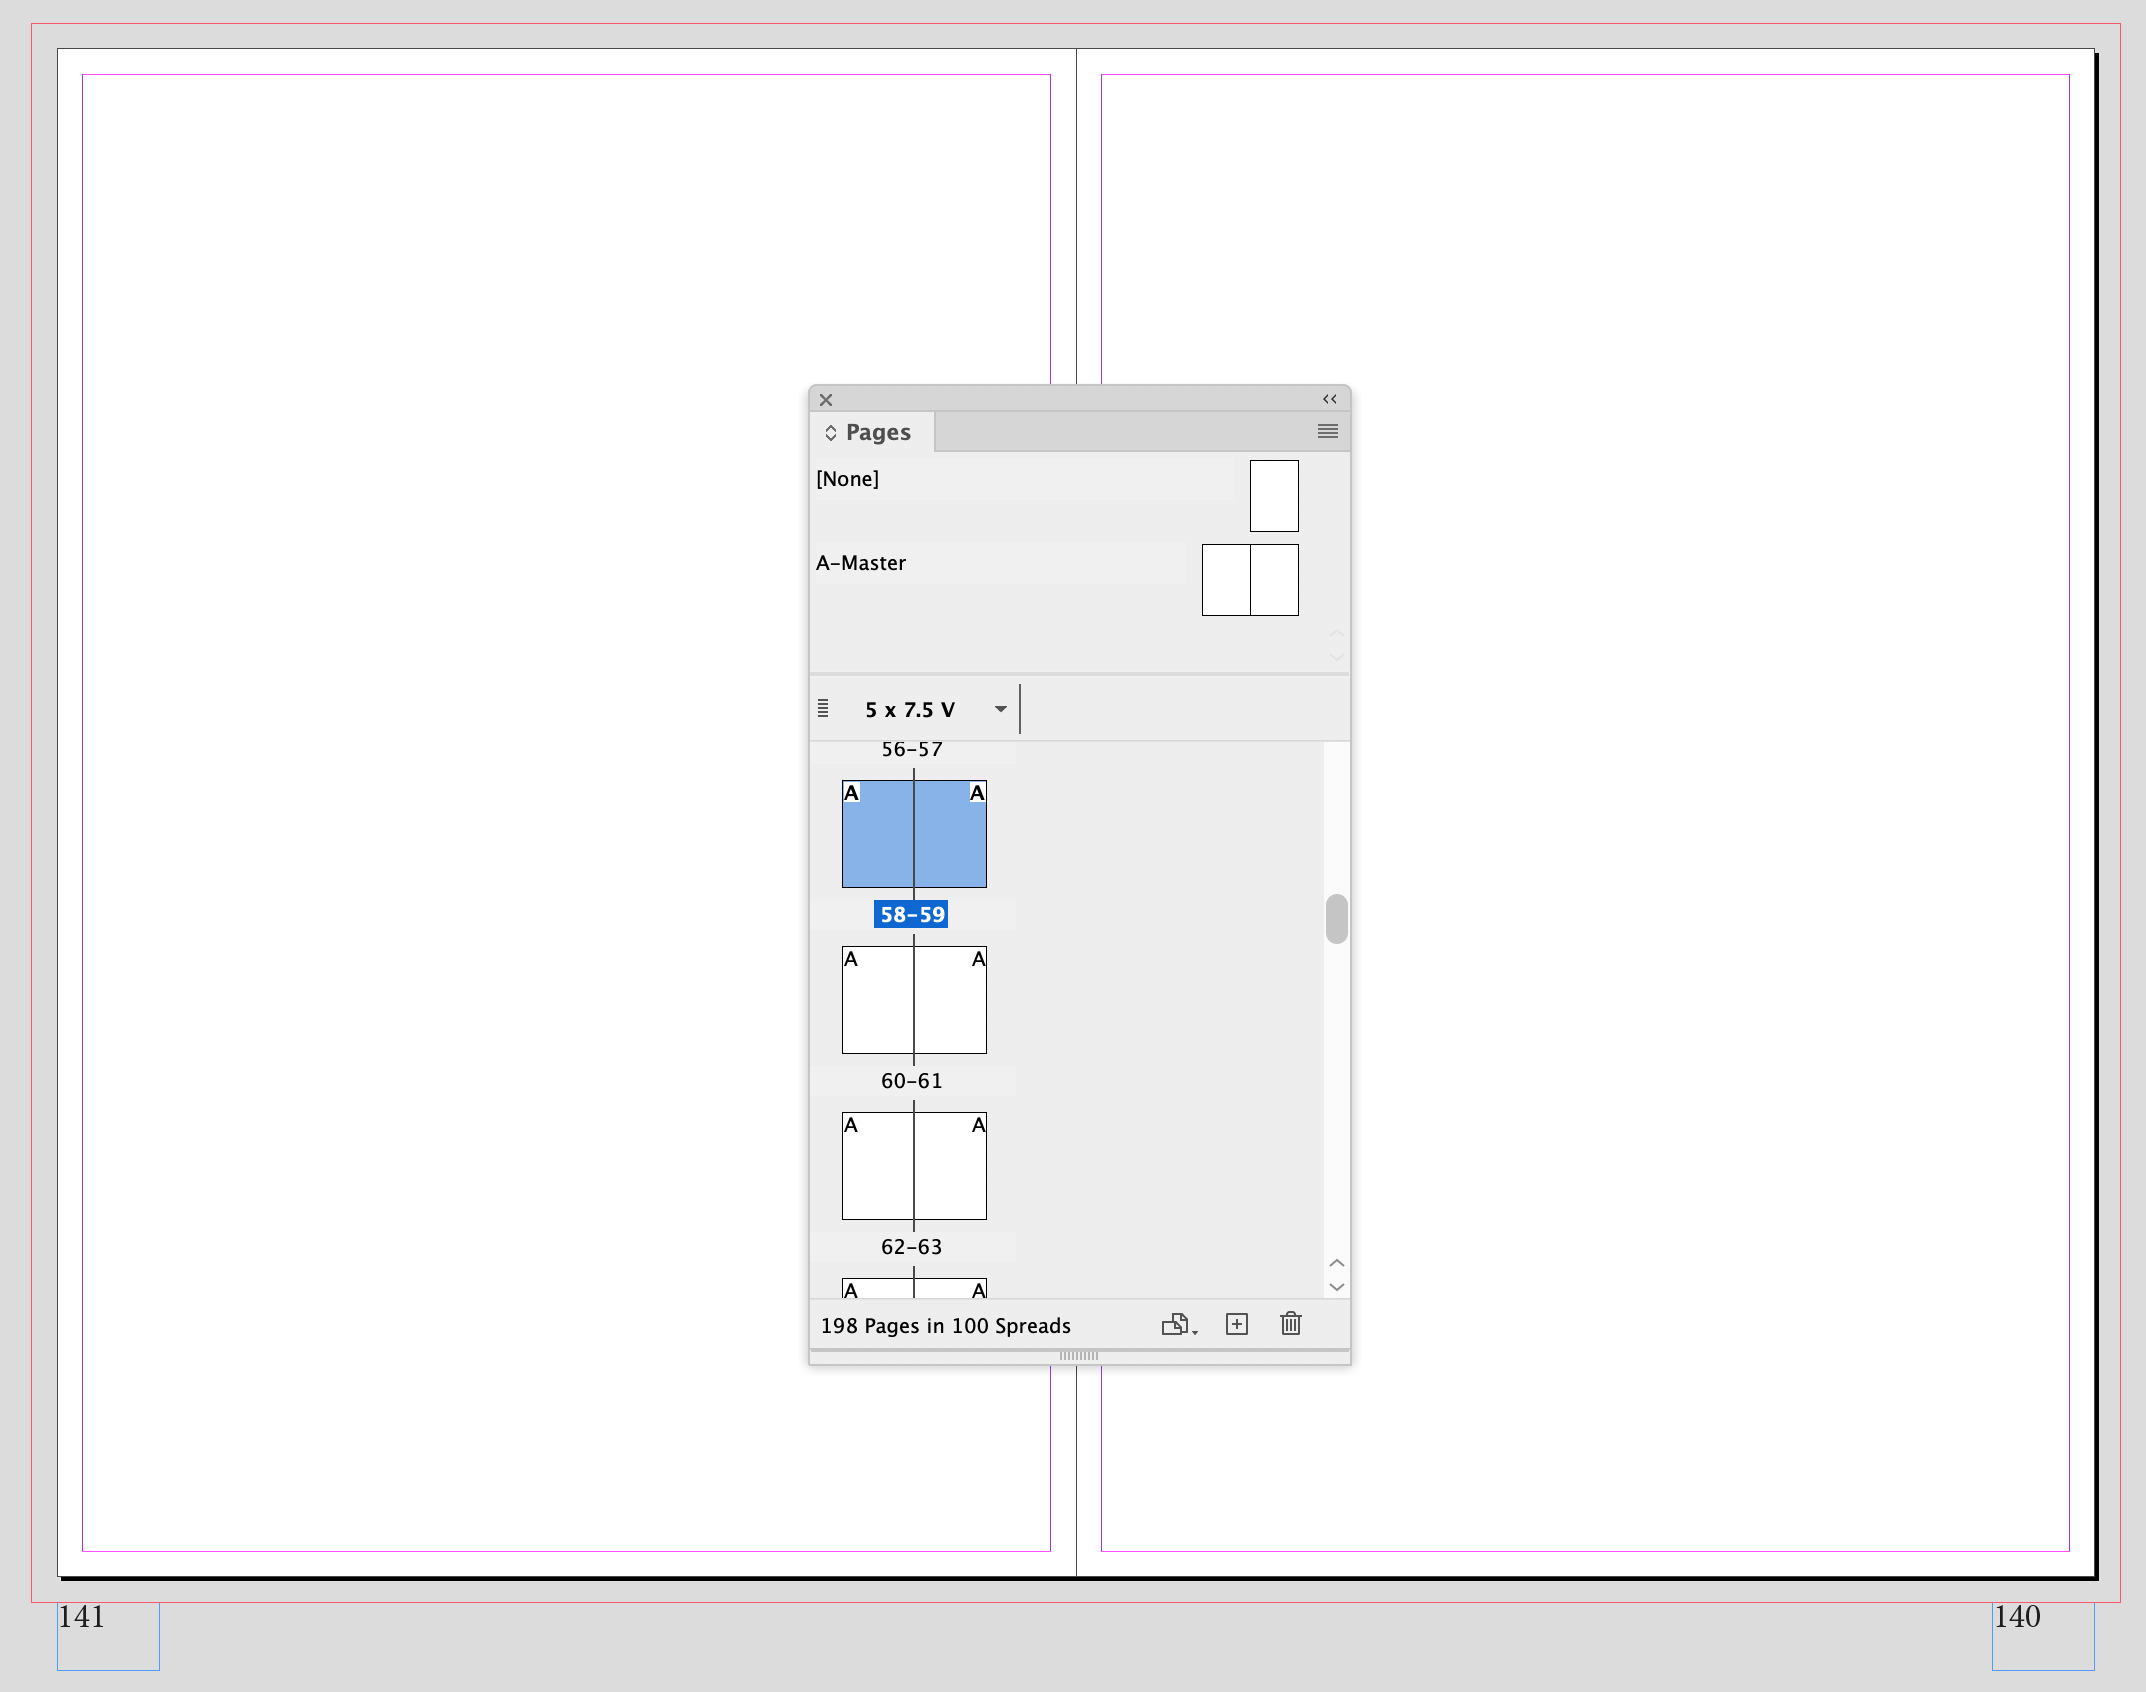 Pages
[None]
A-Master
5 x 7.5 V
56-57
A A
58-59
A A
60-61
A A
62-63
A A
198 Pages in 100 Spreads
141 140